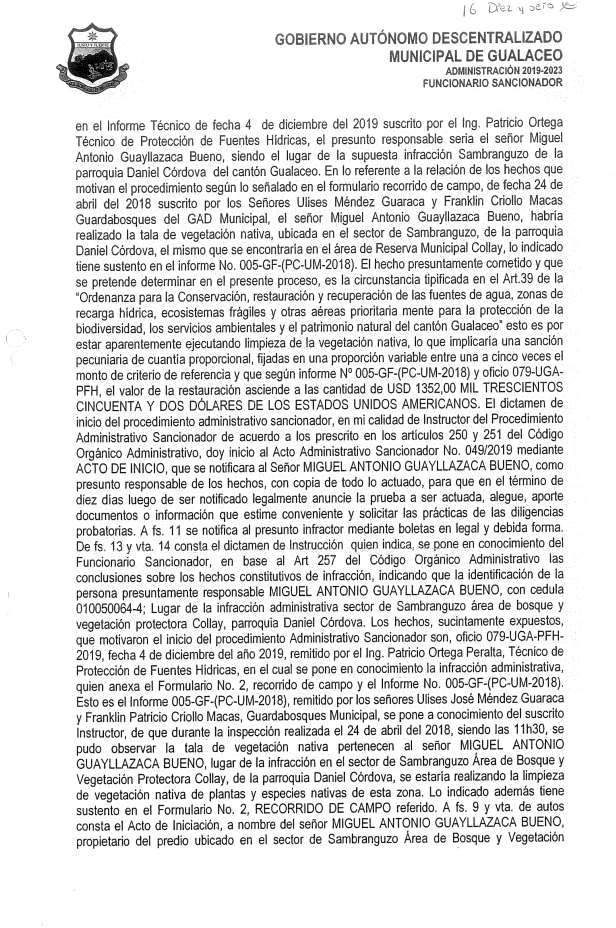 16 Diez y seis
GOBIERNO AUTÓNOMO DESCENTRALIZADO
MUNICIPAL DE GUALACEO
ADMINISTRACIÓN 2019-2023
FUNCIONARIO SANCIONADOR
en el Informe Técnico de fecha 4 de diciembre del 2019 suscrito por el Ing. Patricio Ortega
Técnico de Protección de Fuentes Hídricas, el presunto responsable seria el señor Miguel
Antonio Guayllazaca Bueno, siendo el lugar de la supuesta infracción Sambranguzo de la
parroquia Daniel Córdova del cantón Gualaceo. En lo referente a la relación de los hechos que
motivan el procedimiento según lo señalado en el formulario recorrido de campo, de fecha 24 de
abril del 2018 suscrito por los Señores Ulises Méndez Guaraca y Franklin Criollo Macas
Guardabosques del GAD Municipal, el señor Miguel Antonio Guayllazaca Bueno, habría
realizado la tala de vegetación nativa, ubicada en el sector de Sambranguzo, de la parroquia
Daniel Córdova, el mismo que se encontraría en el área de Reserva Municipal Collay, lo indicado
tiene sustento en el informe No. 005-GF-(PC-UM-2018). El hecho presuntamente cometido y que
se pretende determinar en el presente proceso, es la circunstancia tipificada en el Art.39 de la
“Ordenanza para la Conservación, restauración y recuperación de las fuentes de agua, zonas de
recarga hídrica, ecosistemas frágiles y otras aéreas prioritaria mente para la protección de la
biodiversidad, los servicios ambientales y el patrimonio natural del cantón Gualaceo” esto es por
estar aparentemente ejecutando limpieza de la vegetación nativa, lo que implicaría una sanción
pecuniaria de cuantía proporcional, fijadas en una proporción variable entre una a cinco veces el
monto de criterio de referencia y que según informe Nº 005-GF-(PC-UM-2018) y oficio 079-UGA-
PFH, el valor de la restauración asciende a las cantidad de USD 1352,00 MIL TRESCIENTOS
CINCUENTA Y DOS DÓLARES DE LOS ESTADOS UNIDOS AMERICANOS. El dictamen de
inicio del procedimiento administrativo sancionador, en mi calidad de Instructor del Procedimiento
Administrativo Sancionador de acuerdo a los prescrito en los artículos 250 y 251 del Código
Orgánico Administrativo, doy inicio al Acto Administrativo Sancionador No. 049/2019 mediante
ACTO DE INICIO, que se notificara al Señor MIGUEL ANTONIO GUAYLLAZACA BUENO, como
presunto responsable de los hechos, con copia de todo lo actuado, para que en el término de
diez días luego de ser notificado legalmente anuncie la prueba a ser actuada, alegue, aporte
documentos o información que estime conveniente y solicitar las prácticas de las diligencias
probatorias. A fs. 11 se notifica al presunto infractor mediante boletas en legal y debida forma.
De fs. 13 y vta. 14 consta el dictamen de Instrucción quien indica, se pone en conocimiento del
Funcionario Sancionador, en base al Art 257 del Código Orgánico Administrativo las
conclusiones sobre los hechos constitutivos de infracción, indicando que la identificación de la
persona presuntamente responsable MIGUEL ANTONIO GUAYLLAZACA BUENO, con cedula
010050064-4; Lugar de la infracción administrativa sector de Sambranguzo área de bosque y
vegetación protectora Collay, parroquia Daniel Córdova. Los hechos, sucintamente expuestos,
que motivaron el inicio del procedimiento Administrativo Sancionador son, oficio 079-UGA-PFH-
2019, fecha 4 diciembre del año 2019, remitido por el Ing. Patricio Ortega Peralta, Técnico de
Protección de Fuentes Hídricas, en el cual se pone en conocimiento la infracción administrativa,
quien anexa el Formulario No. 2, recorrido de campo y el Informe No. 005-GF-(PC-UM-2018).
Esto es el Informe 005-GF-(PC-UM-2018), remitido por los señores Ulises José Méndez Guaraca
y Franklin Patricio Criollo Macas, Guardabosques Municipal, se pone a conocimiento del suscrito
Instructor, de que durante la inspección realizada el 24 de abril del 2018, siendo las 11h30, se
pudo observar la tala de vegetación nativa pertenecen al señor MIGUEL ANTONIO
GUAYLLAZACA BUENO, lugar de la infracción en el sector de Sambranguzo Área de Bosque y
Vegetación Protectora Collay, de la parroquia Daniel Córdova, se estaría realizando la limpieza
de vegetación nativa de plantas y especies nativas de esta zona. Lo indicado además tiene
sustento en el Formulario No. 2, RECORRIDO DE CAMPO referido. A fs. 9 y vta. de autos
consta el Acto de Iniciación, a nombre del señor MIGUEL ANTONIO GUAYLLAZACA BUENO,
propietario del predio ubicado en el sector de Sambranguzo Área de Bosque y Vegetación